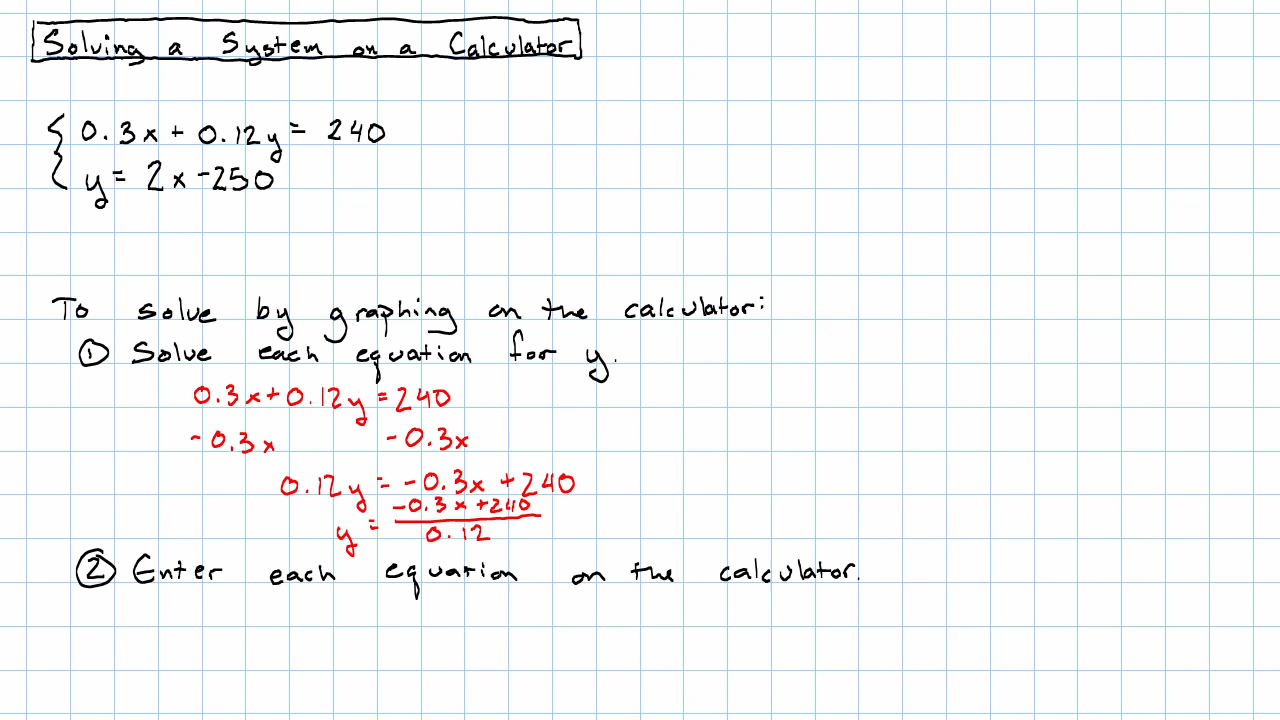 Solving a System on a Calculator
0.3x + 0.12y = 240
y = 2x - 250
To solve by graphing on the calculator:
① Solve each equation for y.
0.3x + 0.12y = 240
-0.3x -0.3x
0.12y = -0.3x + 240
y = (-0.3x + 240)/0.12
② Enter each equation on the calculator.